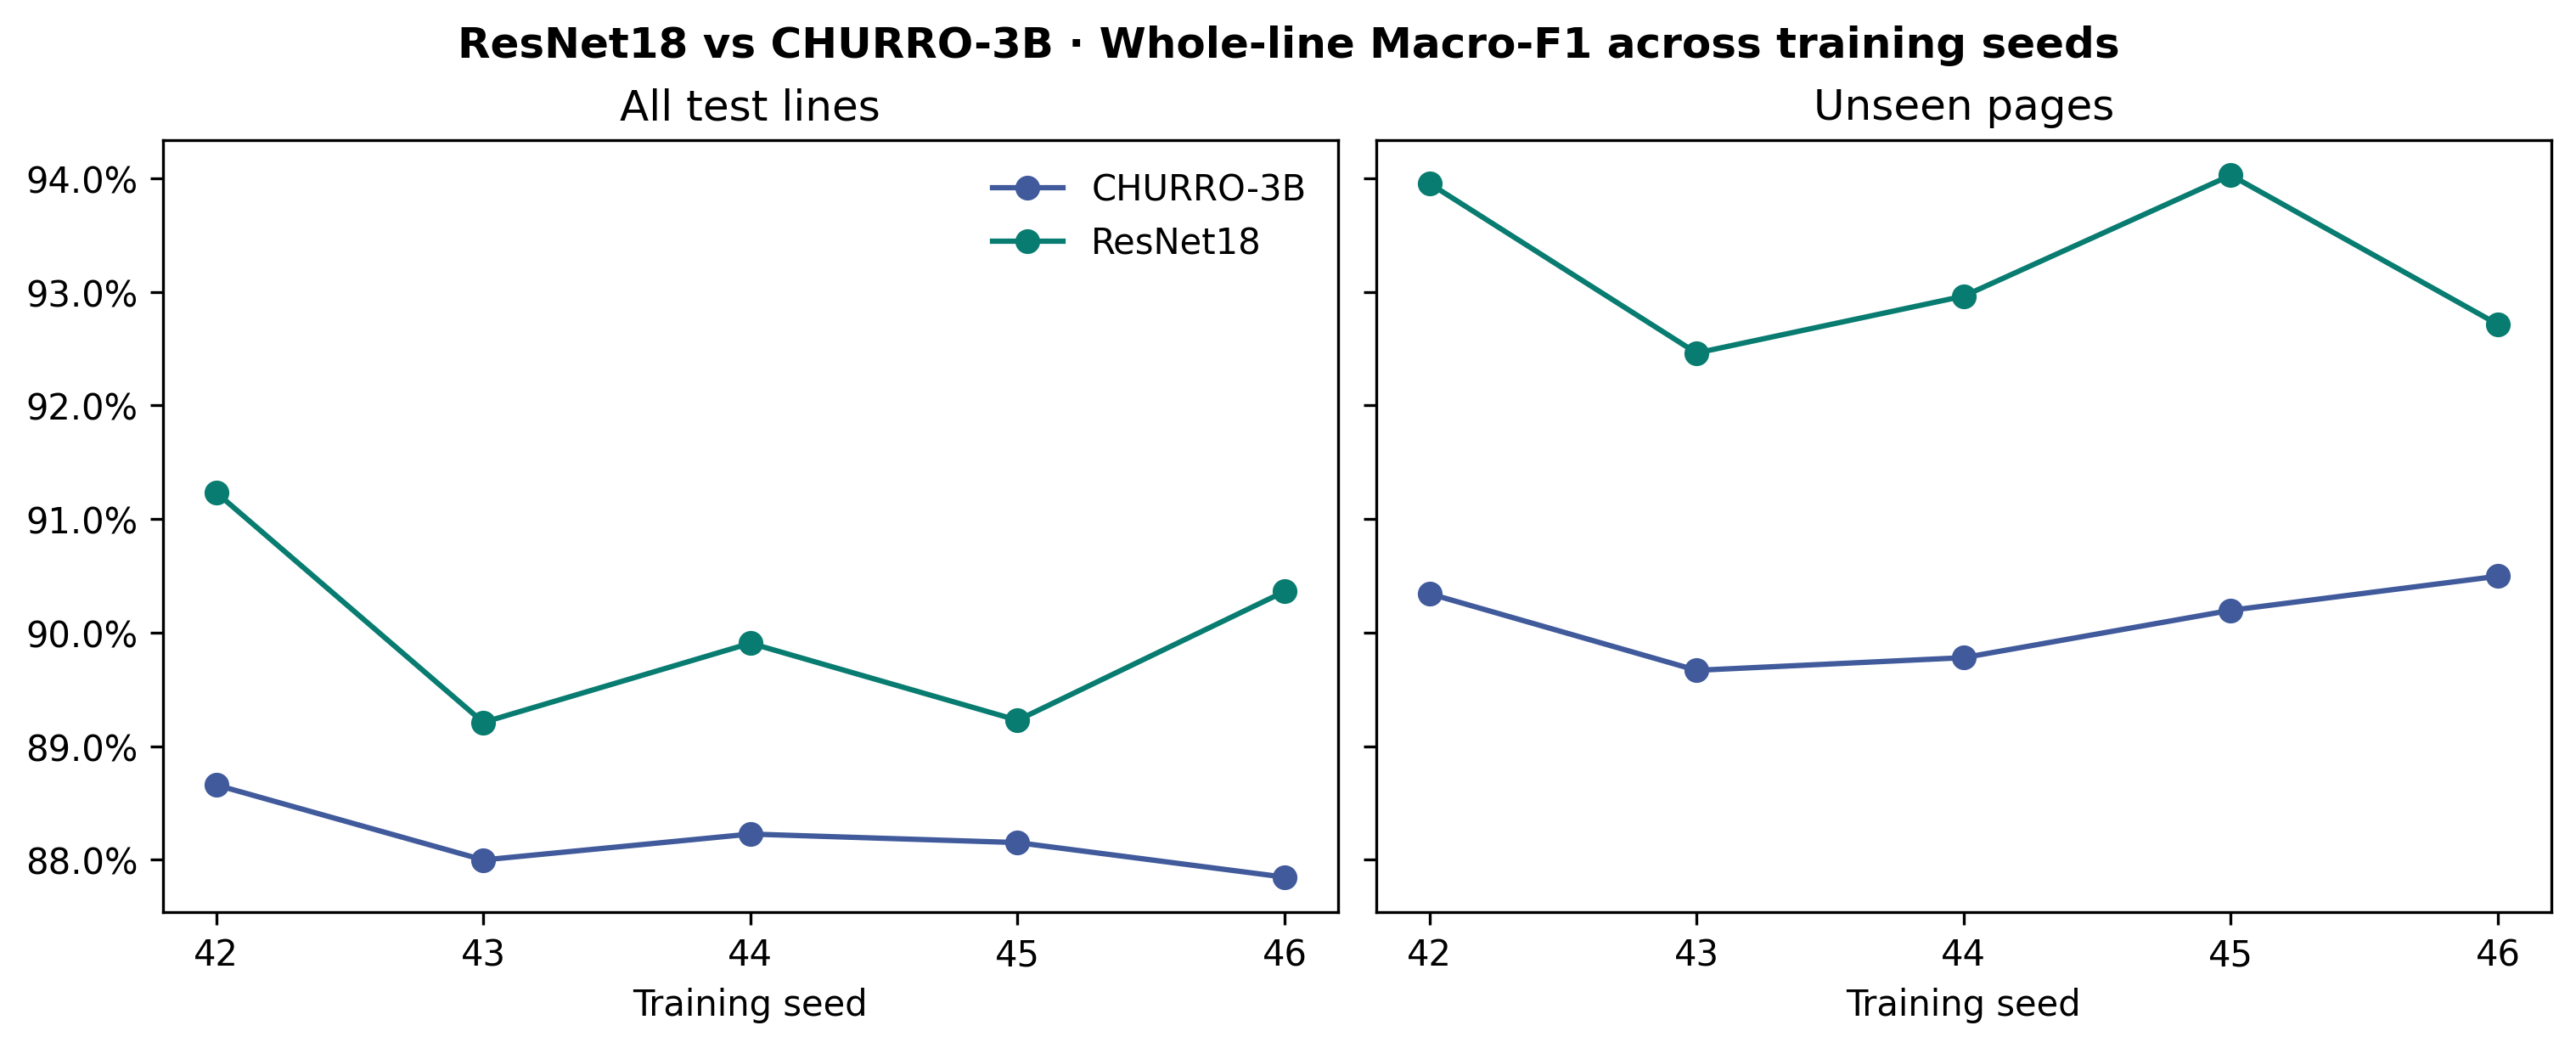 ResNet18 vs CHURRO-3B · Whole-line Macro-F1 across training seeds
All test lines
Unseen pages
CHURRO-3B
ResNet18
94.0%
93.0%
92.0%
91.0%
90.0%
89.0%
88.0%
42 43 44 45 46
42 43 44 45 46
Training seed
Training seed